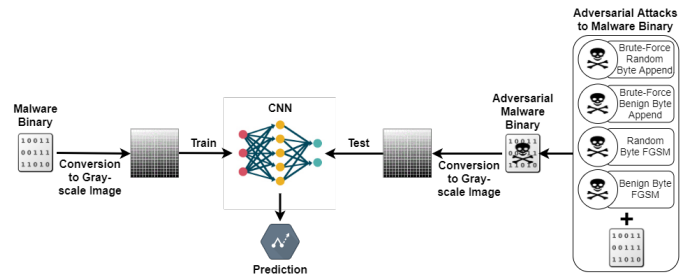 Adversarial Attacks
to Malware Binary
Brute-Force
Random
Byte Append
Brute-Force
Benign Byte
Append
Random
Byte FGSM
Benign Byte
FGSM
10011
00111
11010
Malware
Binary
10011
00111
11010
Conversion
to Gray-
scale Image
Train
CNN
Prediction
Test
Conversion
to Gray-
scale Image
Adversarial
Malware
Binary